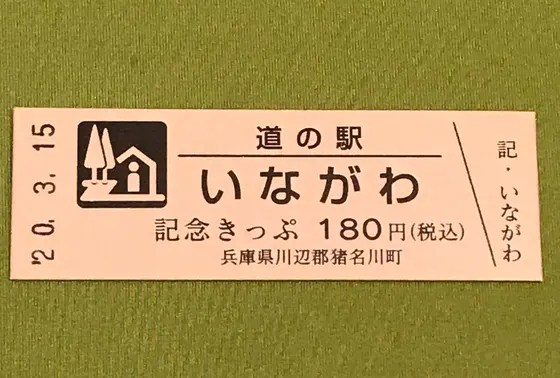 '20. 3. 15
道の駅
いながわ
記念きっぷ 180円(税込)
兵庫県川辺郡猪名川町
記・いながわ